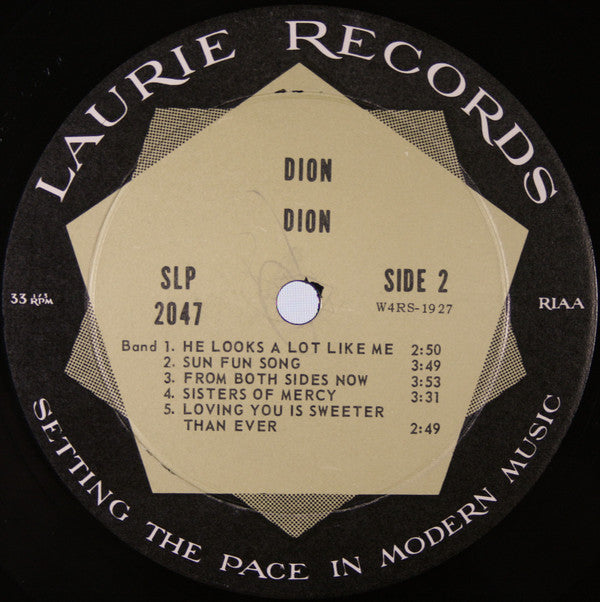 LAURIE RECORDS
DION
DION
SLP
2047
SIDE 2
W4RS-1927
33 1/3 RPM
RIAA
Band 1. HE LOOKS A LOT LIKE ME 2:50
2. SUN FUN SONG 3:49
3. FROM BOTH SIDES NOW 3:53
4. SISTERS OF MERCY 3:31
5. LOVING YOU IS SWEETER
THAN EVER 2:49
SETTING THE PACE IN MODERN MUSIC